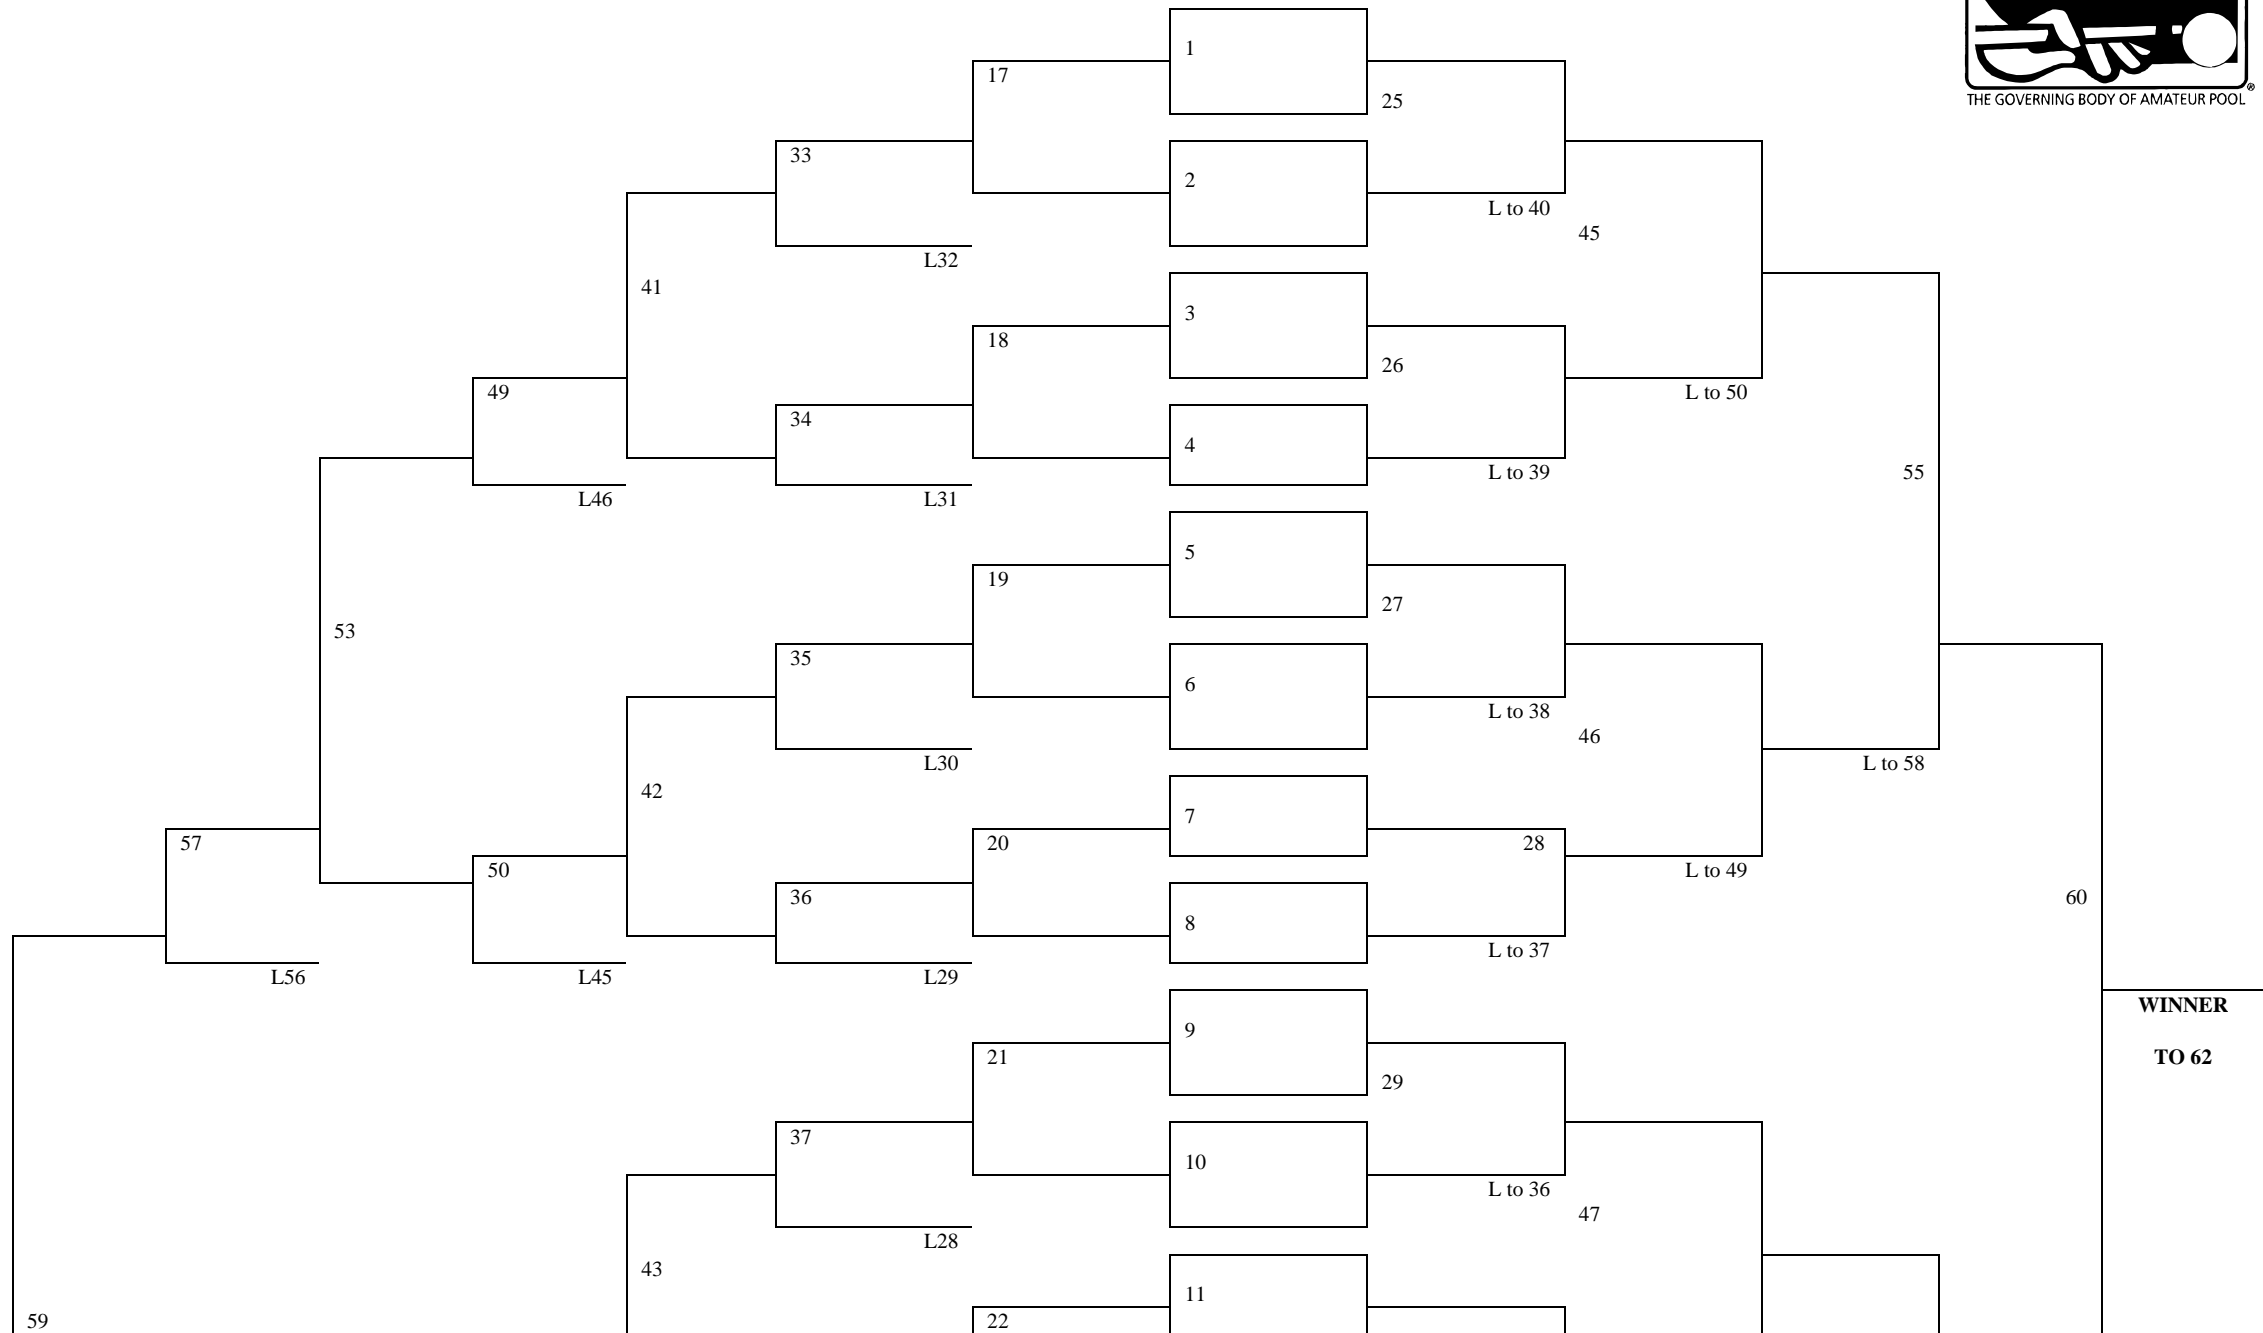 1
17
THE GOVERNING BODY OF AMATEUR POOL®
25
33
2
L to 40
45
L32
41
3
18
26
49
L to 50
34
4
L to 39
55
L46
L31
5
19
27
53
35
6
L to 38
46
L30
L to 58
42
7
57
20
28
50
L to 49
36
60
8
L to 37
L56
L45
L29
WINNER
9
21
TO 62
29
37
10
L to 36
47
L28
43
11
59
22